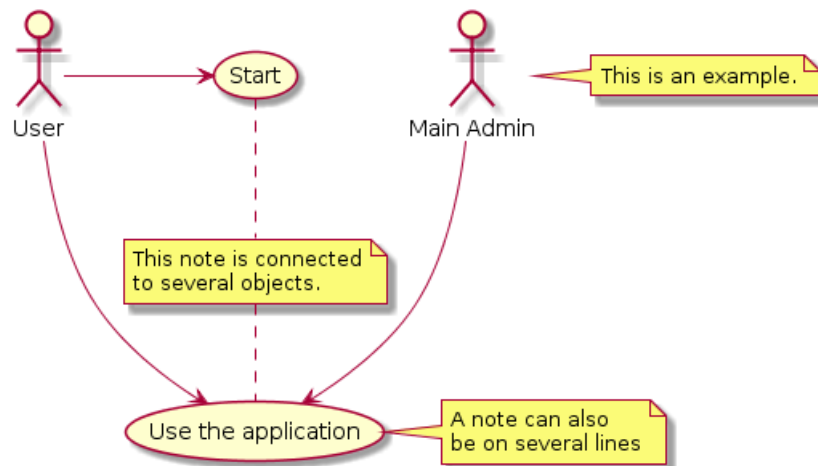 Start
This is an example.
User
Main Admin
This note is connected
to several objects.
Use the application
A note can also
be on several lines